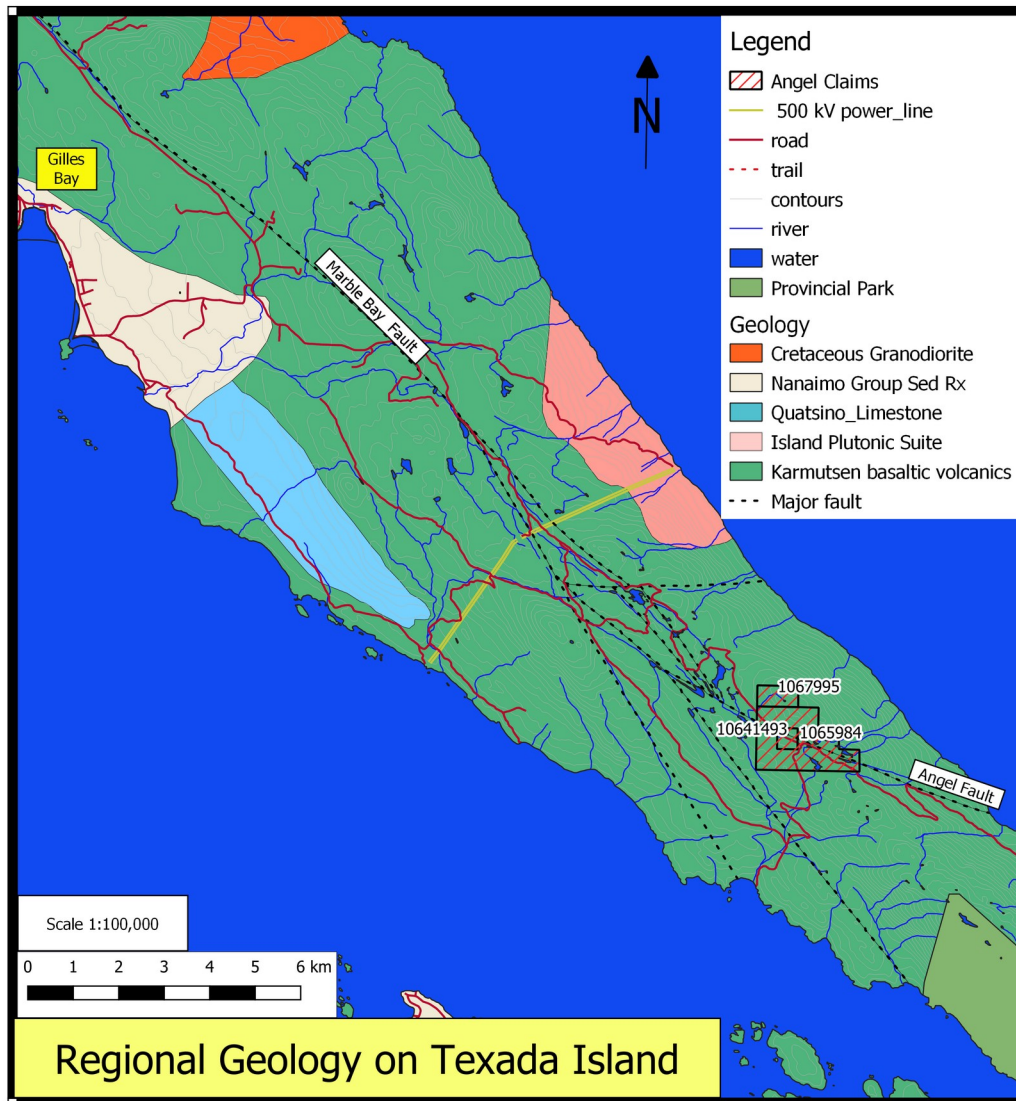 Legend
Angel Claims
500 kV power_line
road
trail
contours
river
water
Provincial Park
Geology
Cretaceous Granodiorite
Nanaimo Group Sed Rx
Quatsino_Limestone
Island Plutonic Suite
Karmutsen basaltic volcanics
Major fault
N
Gilles
Bay
Marble Bay Fault
1067995
10641493
1065984
Angel Fault
Scale 1:100,000
0 1 2 3 4 5 6 km
Regional Geology on Texada Island